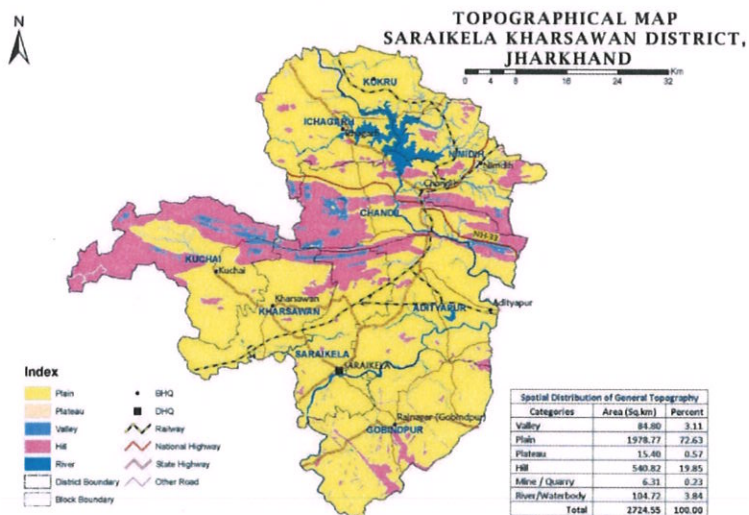 TOPOGRAPHICAL MAP
SARAIKELA KHARSAWAN DISTRICT,
JHARKHAND
N
0 4 8 16 24 32 Km
KOKRU
ICHAGARH
NIMDIH
Nimdih
Chandil
CHANDIL
NH-33
KUCHAI
Kuchai
Kharsawan
KHARSAWAN
ADITYAPUR
Adityapur
SARAIKELA
SARAIKELA
Rajnagar (Gobindpur)
GOBINDPUR
Index
Plain
Plateau
Valley
Hill
River
District Boundary
Block Boundary
BHQ
DHQ
Railway
National Highway
State Highway
Other Road
Spatial Distribution of General Topography
Categories Area (Sq.km) Percent
Valley 84.80 3.11
Plain 1978.77 72.63
Plateau 15.40 0.57
Hill 540.82 19.85
Mine / Quarry 6.31 0.23
River/Waterbody 104.72 3.84
Total 2724.55 100.00